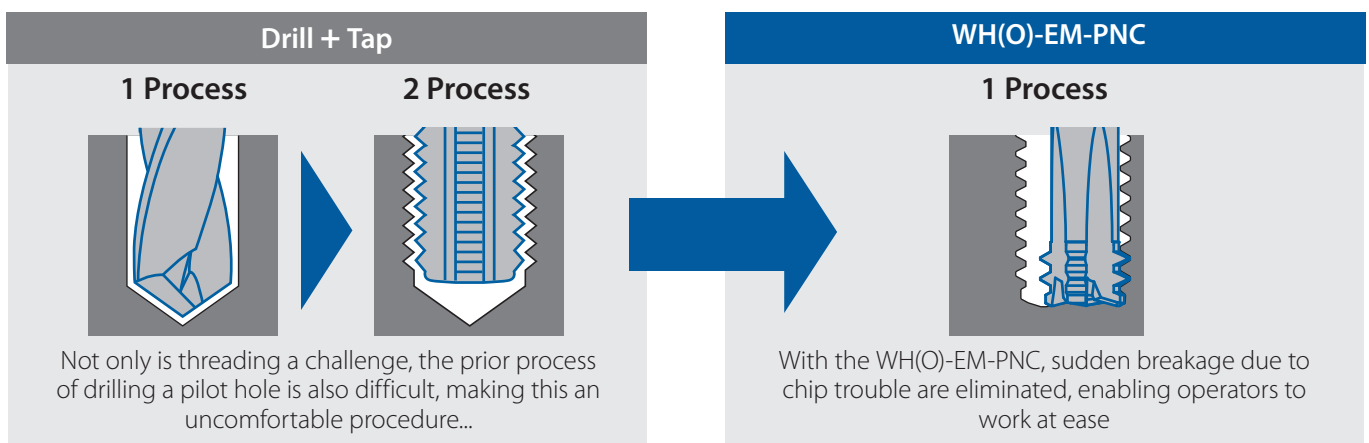 Drill + Tap
1 Process
2 Process
Not only is threading a challenge, the prior process
of drilling a pilot hole is also difficult, making this an
uncomfortable procedure...
WH(O)-EM-PNC
1 Process
With the WH(O)-EM-PNC, sudden breakage due to
chip trouble are eliminated, enabling operators to
work at ease